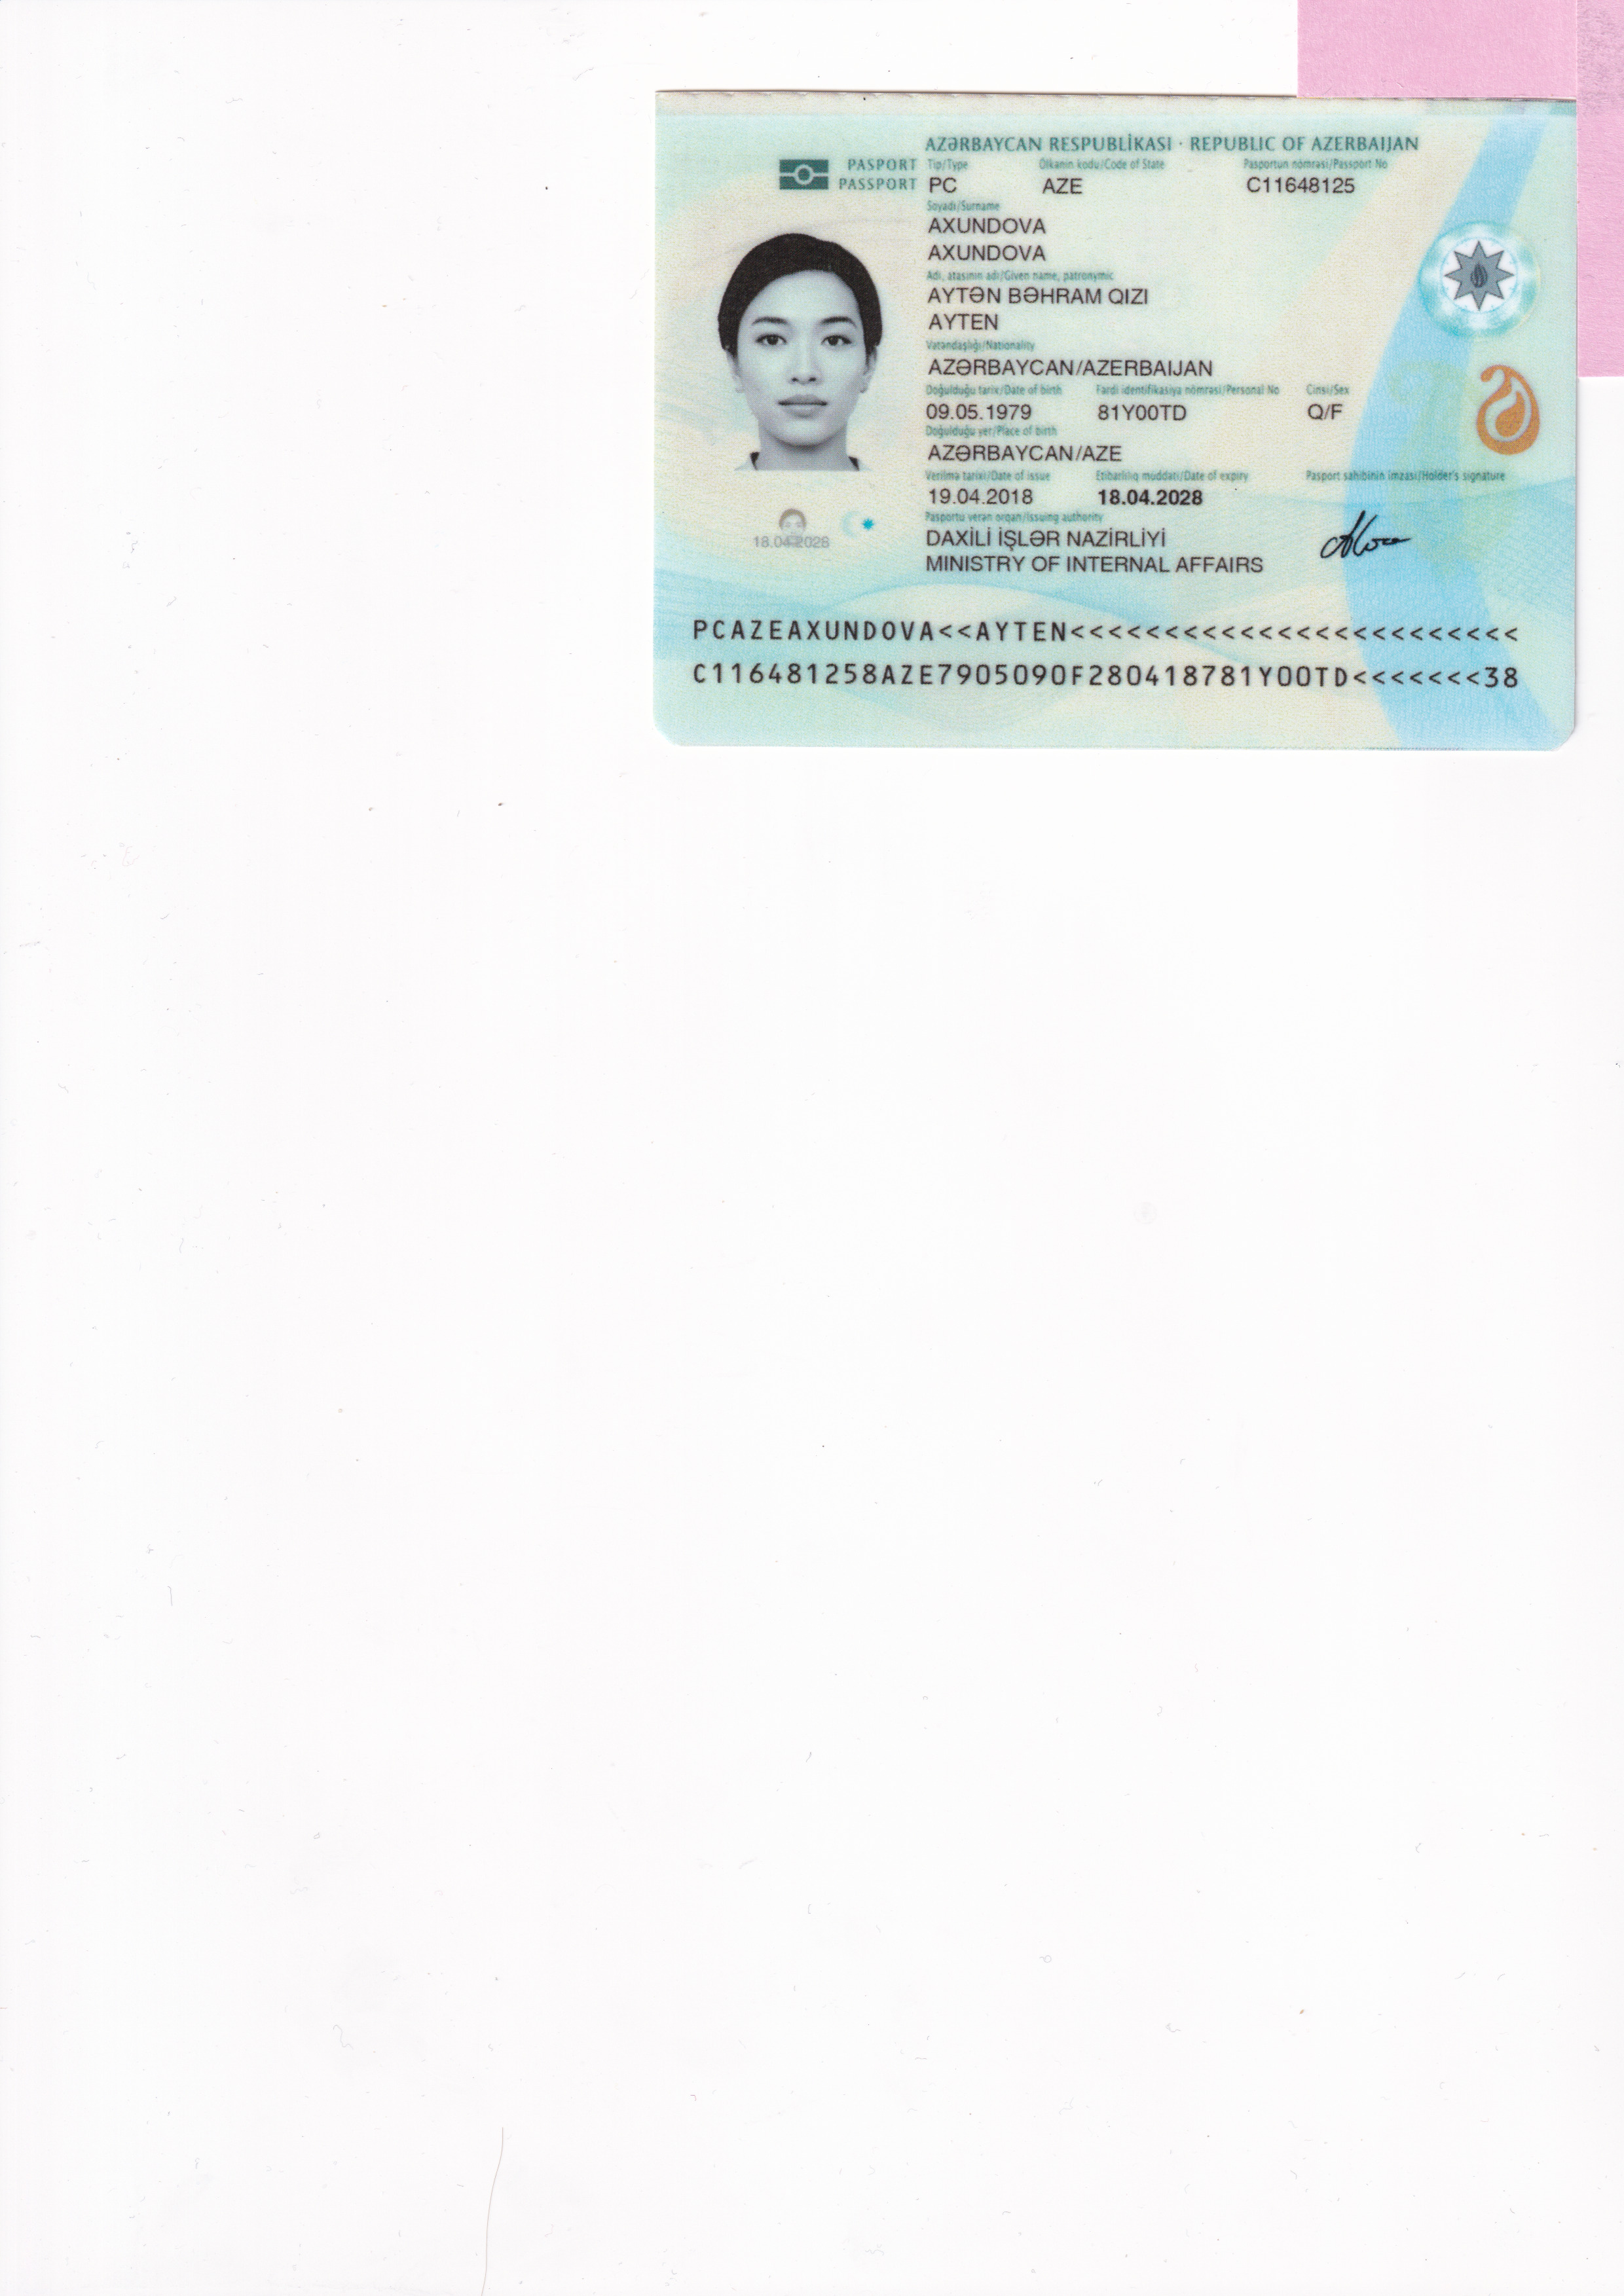 AZƏRBAYCAN RESPUBLİKASI · REPUBLIC OF AZERBAIJAN
PASPORT
PASSPORT
Tip/Type Ölkənin kodu/Code of State Pasportun nömrəsi/Passport No
PC AZE C11648125
Soyadı/Surname
AXUNDOVA
AXUNDOVA
Adı, atasının adı/Given name, patronymic
AYTƏN BƏHRAM QIZI
AYTEN
Vətəndaşlığı/Nationality
AZƏRBAYCAN/AZERBAIJAN
Doğulduğu tarix/Date of birth Fərdi identifikasiya nömrəsi/Personal No Cinsi/Sex
09.05.1979 81Y00TD Q/F
Doğulduğu yer/Place of birth
AZƏRBAYCAN/AZE
Verilmə tarixi/Date of issue Etibarlılıq müddəti/Date of expiry Pasport sahibinin imzası/Holder's signature
19.04.2018 18.04.2028
Pasportu verən orqan/Issuing authority
DAXİLİ İŞLƏR NAZİRLİYİ
MINISTRY OF INTERNAL AFFAIRS
18.04.2028
PCAZEAXUNDOVA<<AYTEN<<<<<<<<<<<<<<<<<<<<<<<<
C116481258AZE7905090F280418781Y00TD<<<<<<<38